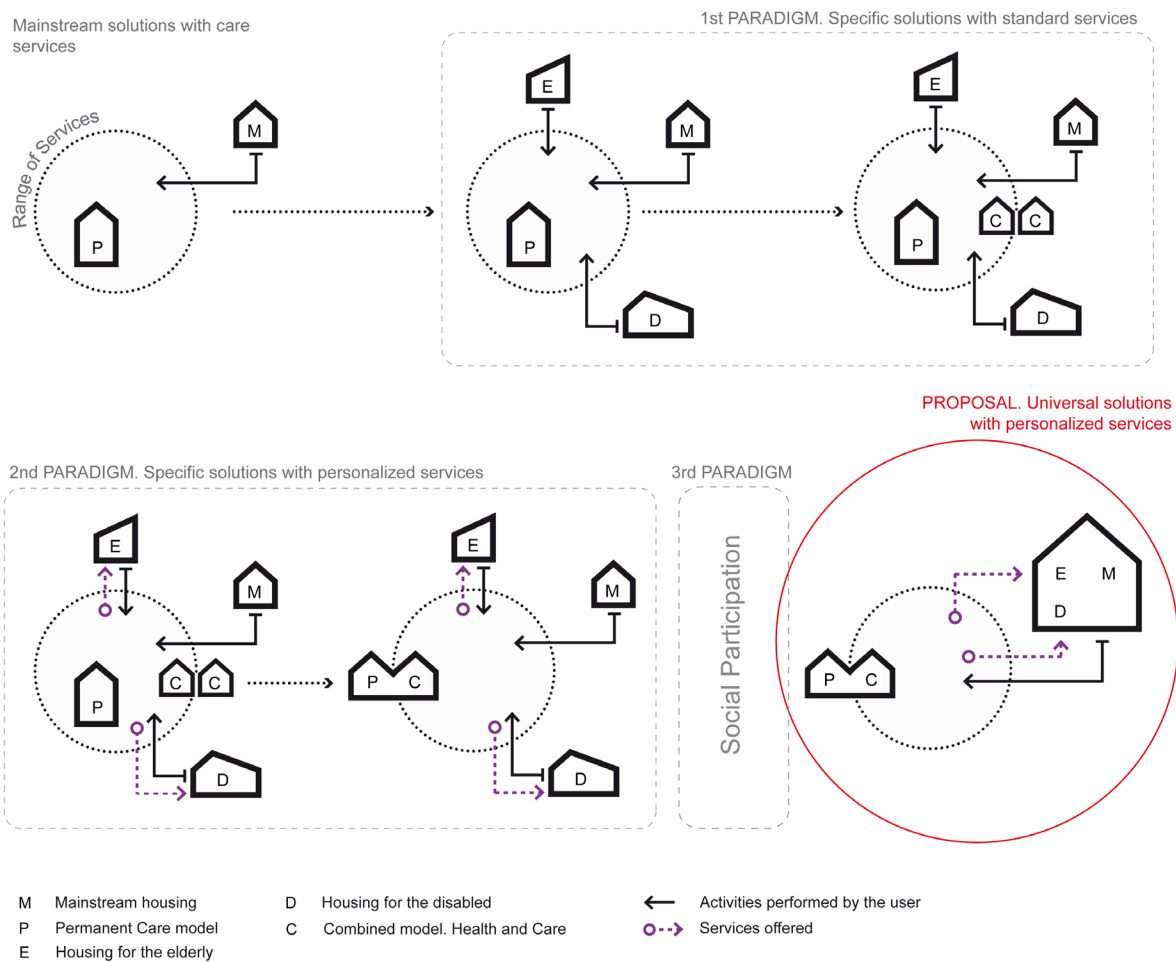 Mainstream solutions with care
services
1st PARADIGM. Specific solutions with standard services
Range of Services
M
P
E
M
P
D
E
M
C
C
P
D
PROPOSAL. Universal solutions
with personalized services
2nd PARADIGM. Specific solutions with personalized services
3rd PARADIGM
E
M
C
C
P
D
E
M
P
C
D
Social Participation
E
M
D
P
C
M Mainstream housing
P Permanent Care model
E Housing for the elderly
D Housing for the disabled
C Combined model. Health and Care
Activities performed by the user
Services offered